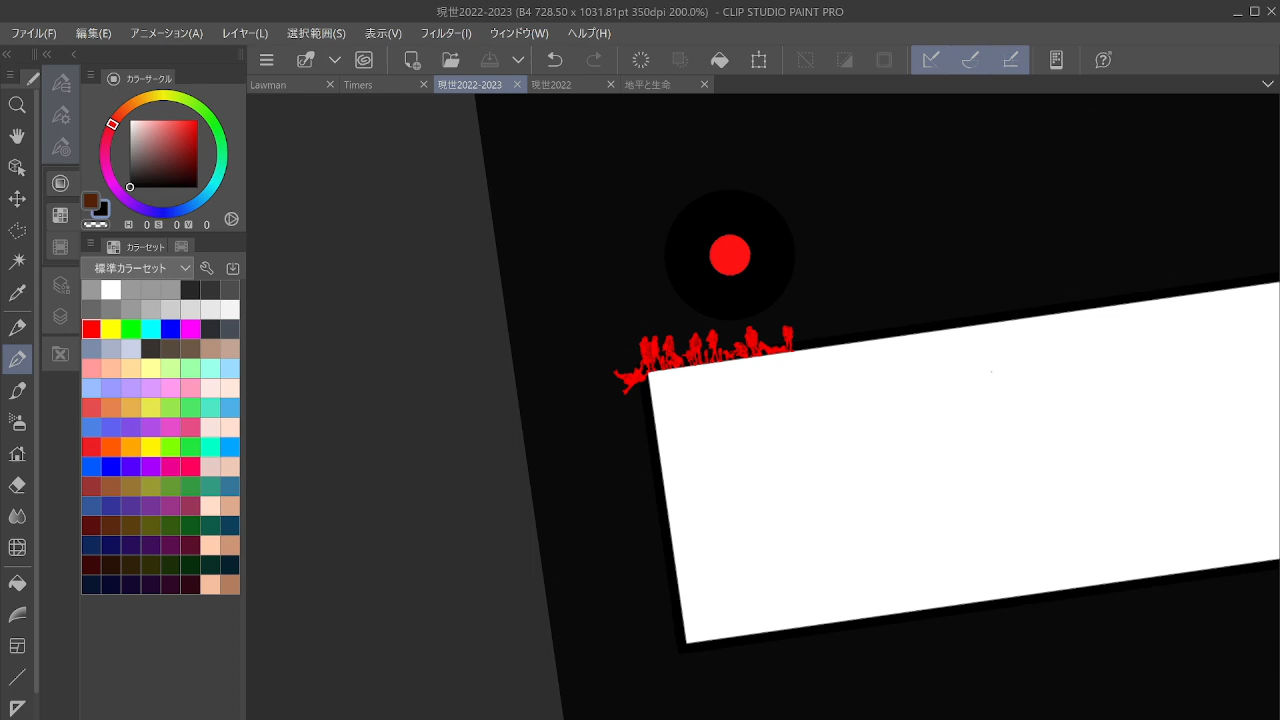 現世2022-2023 (B4 728.50 x 1031.81pt 350dpi 200.0%) - CLIP STUDIO PAINT PRO
ファイル(F) 編集(E) アニメーション(A) レイヤー(L) 選択範囲(S) 表示(V) フィルター(I) ウィンドウ(W) ヘルプ(H)
カラーサークル
Lawman Timers 現世2022-2023 現世2022 地平と生命
H 0 S 0 V 0
カラーセット
標準カラーセット